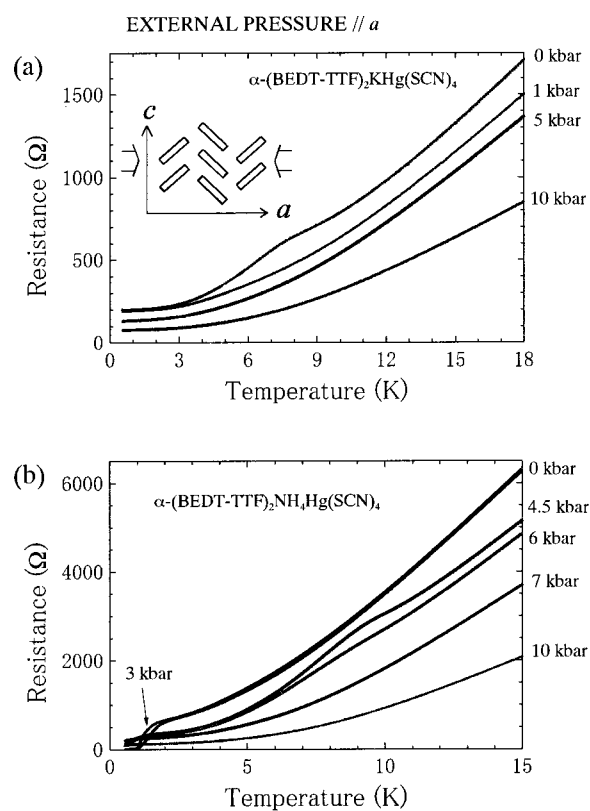 EXTERNAL PRESSURE // a
(a)
α-(BEDT-TTF)₂KHg(SCN)₄
0 kbar
1 kbar
5 kbar
10 kbar
c
a
Resistance (Ω)
1500
1000
500
0
0 3 6 9 12 15 18
Temperature (K)
(b)
α-(BEDT-TTF)₂NH₄Hg(SCN)₄
0 kbar
4.5 kbar
6 kbar
7 kbar
10 kbar
3 kbar
Resistance (Ω)
6000
4000
2000
0
0 5 10 15
Temperature (K)